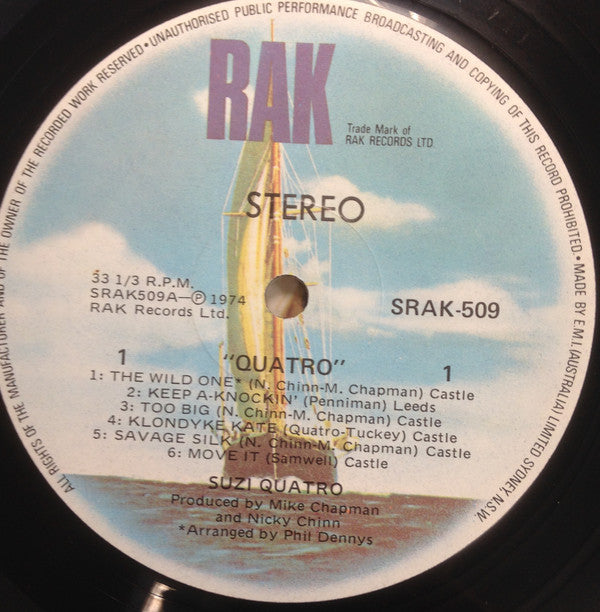 ALL RIGHTS OF THE MANUFACTURER AND OF THE OWNER OF THE RECORDED WORK RESERVED • UNAUTHORISED PUBLIC PERFORMANCE BROADCASTING AND COPYING OF THIS RECORD PROHIBITED. • MADE BY E.M.I. (AUSTRALIA) LIMITED SYDNEY, N.S.W.
RAK
Trade Mark of
RAK RECORDS LTD
STEREO
33 1/3 R.P.M.
SRAK509A—Ⓟ 1974
RAK Records Ltd.
SRAK-509
1 "QUATRO" 1
1: THE WILD ONE* (N. Chinn-M. Chapman) Castle
2: KEEP A-KNOCKIN' (Penniman) Leeds
3: TOO BIG (N. Chinn-M. Chapman) Castle
4: KLONDYKE KATE (Quatro-Tuckey) Castle
5: SAVAGE SILK (N. Chinn-M. Chapman) Castle
6: MOVE IT (Samwell) Castle
SUZI QUATRO
Produced by Mike Chapman
and Nicky Chinn
*Arranged by Phil Dennys